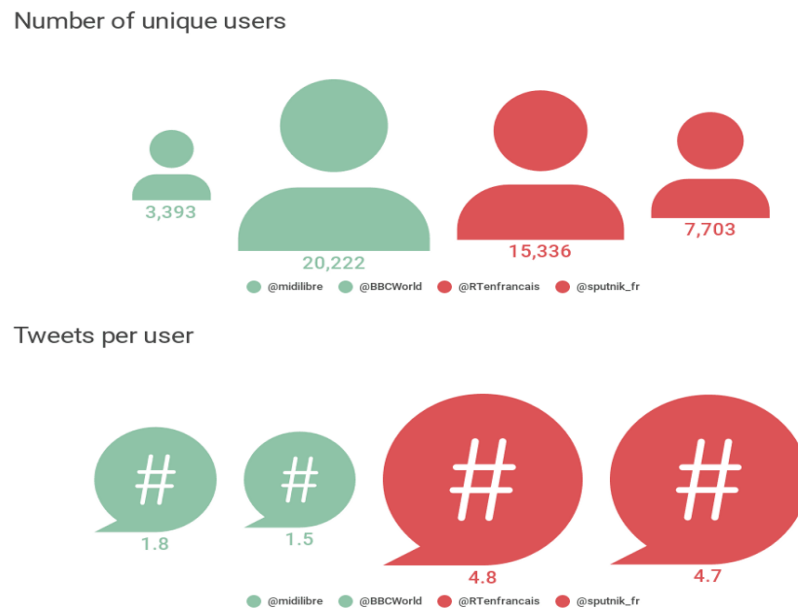 Number of unique users
3,393
20,222
15,336
7,703
@midilibre @BBCWorld @RTenfrancais @sputnik_fr
Tweets per user
# # # #
1.8
1.5
4.8
4.7
@midilibre @BBCWorld @RTenfrancais @sputnik_fr